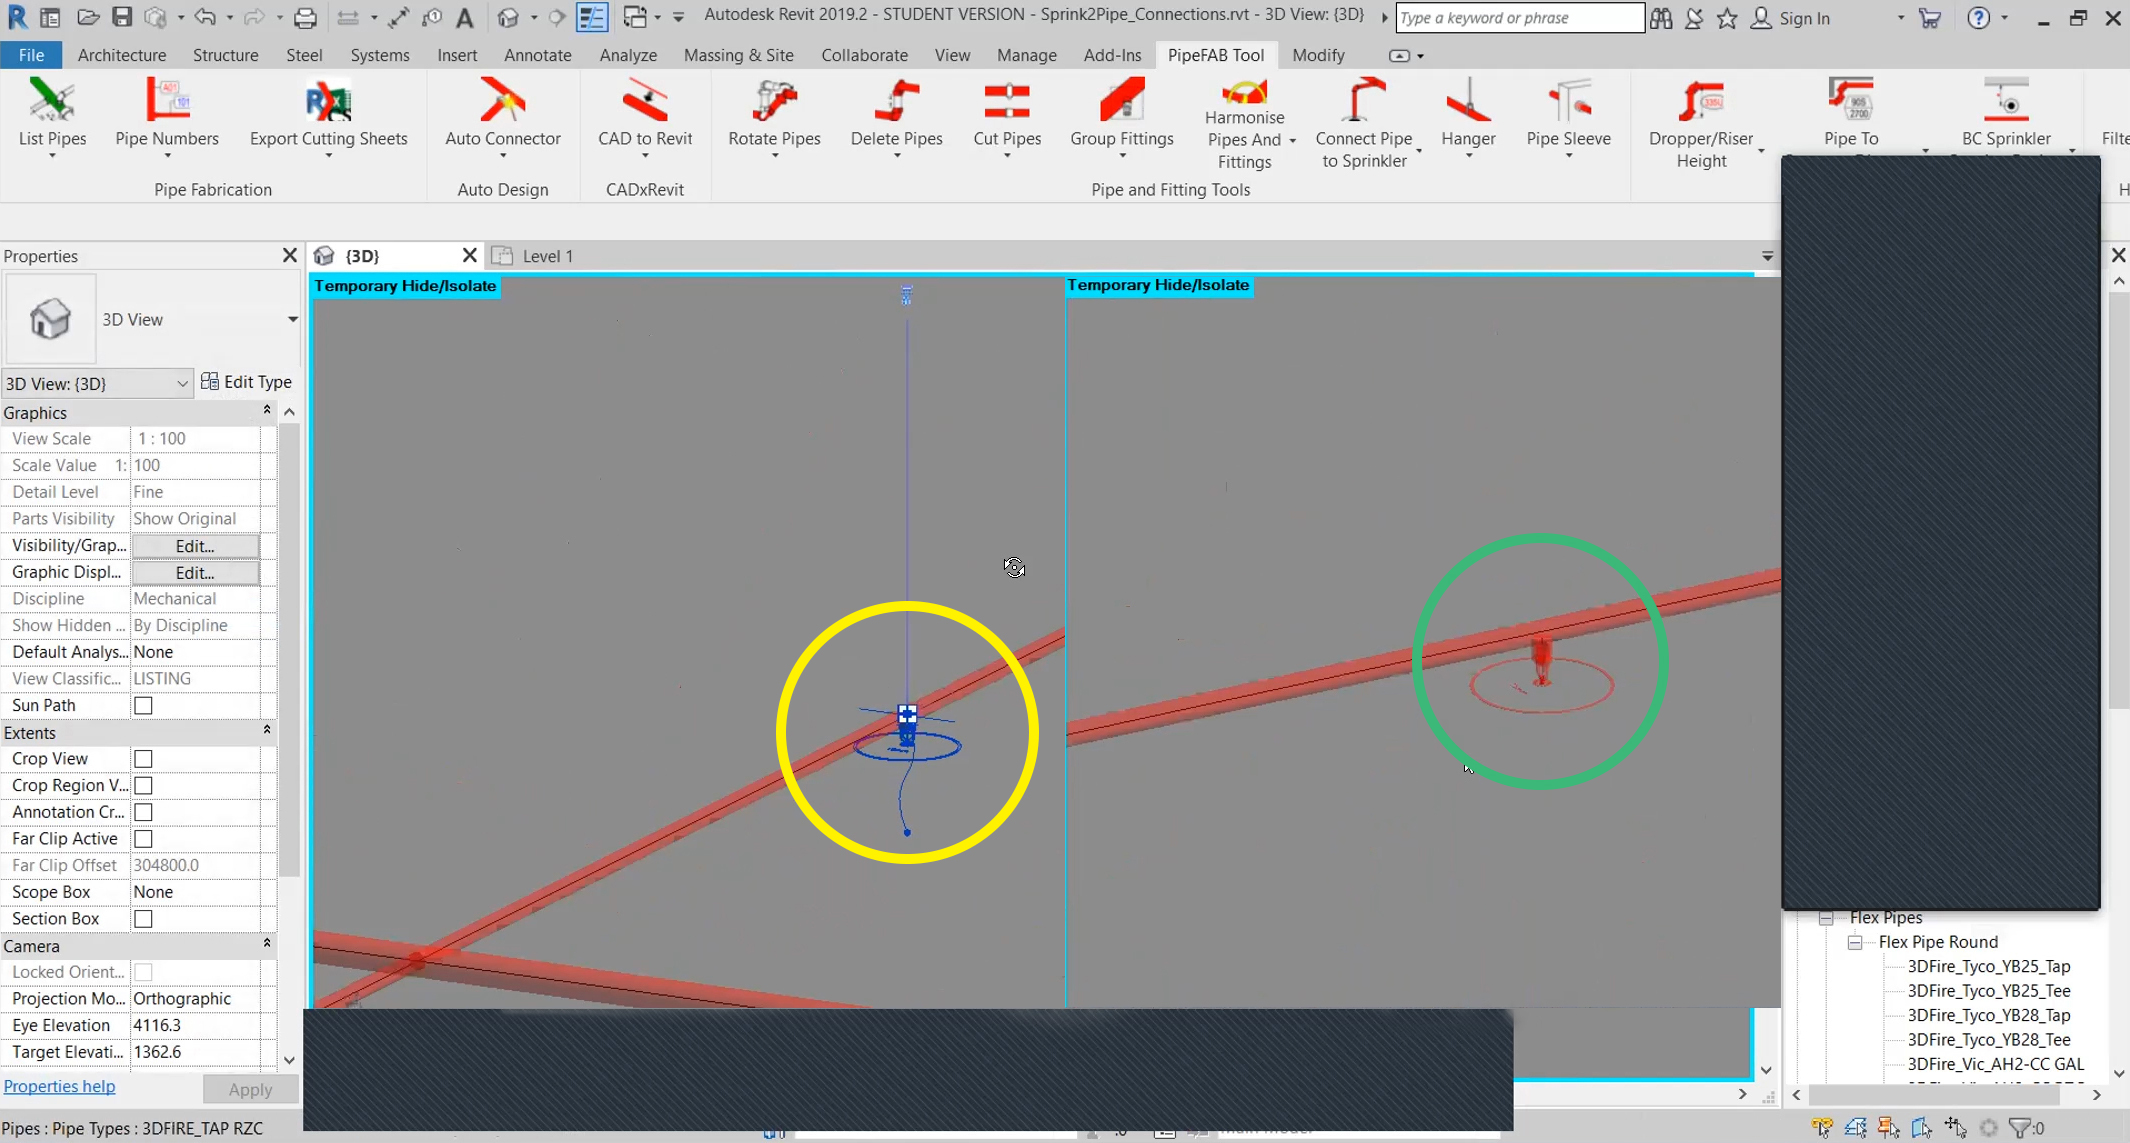 Autodesk Revit 2019.2 - STUDENT VERSION - Sprink2Pipe_Connections.rvt - 3D View: {3D}
Type a keyword or phrase
Sign In
File Architecture Structure Steel Systems Insert Annotate Analyze Massing & Site Collaborate View Manage Add-Ins PipeFAB Tool Modify
List Pipes
Pipe Numbers
Export Cutting Sheets
Auto Connector
CAD to Revit
Rotate Pipes
Delete Pipes
Cut Pipes
Group Fittings
Harmonise
Pipes And
Fittings
Connect Pipe
to Sprinkler
Hanger
Pipe Sleeve
Dropper/Riser
Height
Pipe To
BC Sprinkler
Pipe Fabrication
Auto Design
CADxRevit
Pipe and Fitting Tools
Properties
{3D}
Level 1
Temporary Hide/Isolate
Temporary Hide/Isolate
3D View
3D View: {3D}
Edit Type
Graphics
View Scale 1 : 100
Scale Value 1: 100
Detail Level Fine
Parts Visibility Show Original
Visibility/Grap... Edit...
Graphic Displ... Edit...
Discipline Mechanical
Show Hidden ... By Discipline
Default Analys... None
View Classific... LISTING
Sun Path
Extents
Crop View
Crop Region V...
Annotation Cr...
Far Clip Active
Far Clip Offset 304800.0
Scope Box None
Section Box
Camera
Locked Orient...
Projection Mo... Orthographic
Eye Elevation 4116.3
Target Elevati... 1362.6
Properties help
Apply
Flex Pipes
Flex Pipe Round
3DFire_Tyco_YB25_Tap
3DFire_Tyco_YB25_Tee
3DFire_Tyco_YB28_Tap
3DFire_Tyco_YB28_Tee
3DFire_Vic_AH2-CC GAL
Pipes : Pipe Types : 3DFIRE_TAP RZC
:0